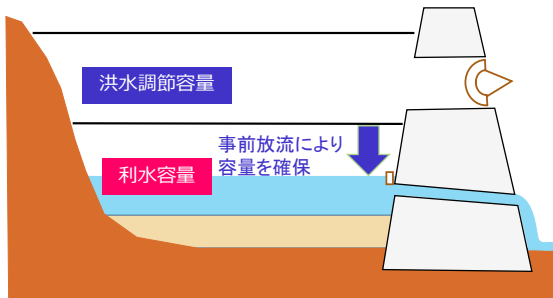 洪水調節容量
事前放流により
容量を確保
利水容量